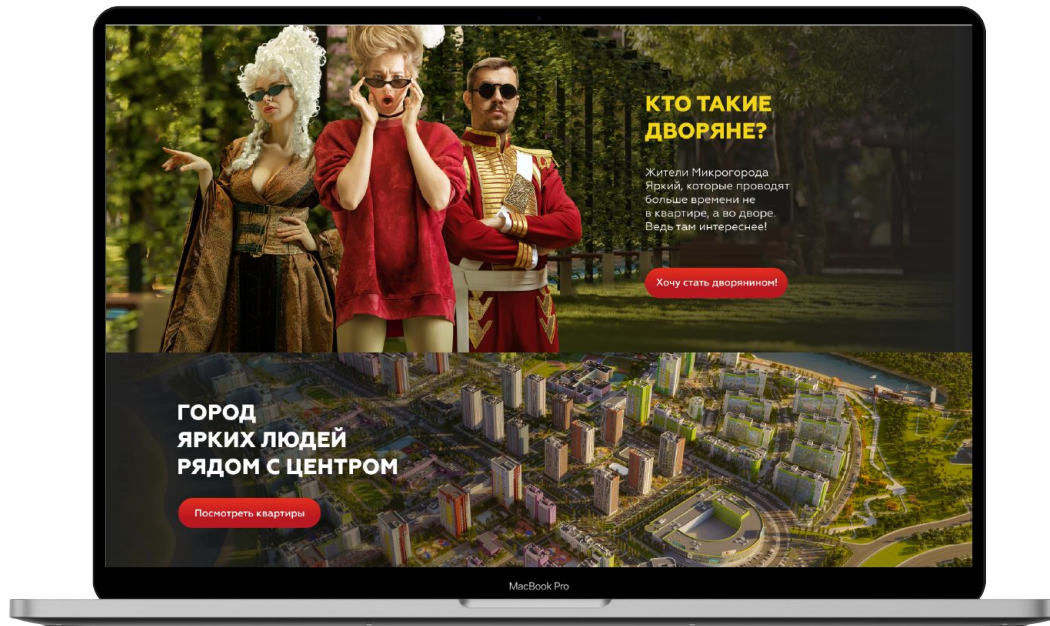 КТО ТАКИЕ
ДВОРЯНЕ?
Жители Микрогорода
Яркий, которые проводят
больше времени не
в квартире, а во дворе.
Ведь там интереснее!
Хочу стать дворянином!
ГОРОД
ЯРКИХ ЛЮДЕЙ
РЯДОМ С ЦЕНТРОМ
Посмотреть квартиры
MacBook Pro